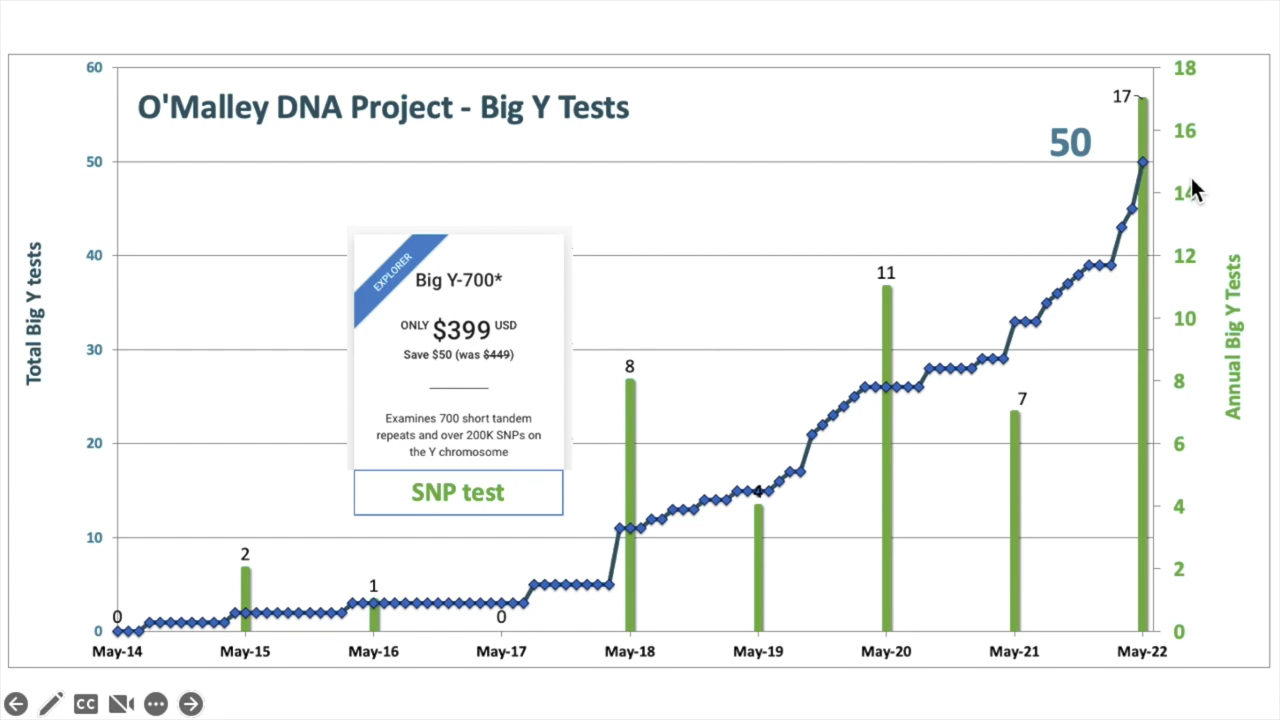 O'Malley DNA Project - Big Y Tests
Total Big Y tests
60
50
40
30
20
10
0
18
16
14
12
10
8
6
4
2
0
Annual Big Y Tests
0
2
1
0
8
4
11
7
17
50
EXPLORER
Big Y-700*
ONLY $399 USD
Save $50 (was $449)
Examines 700 short tandem
repeats and over 200K SNPs on
the Y chromosome
SNP test
May-14
May-15
May-16
May-17
May-18
May-19
May-20
May-21
May-22
CC